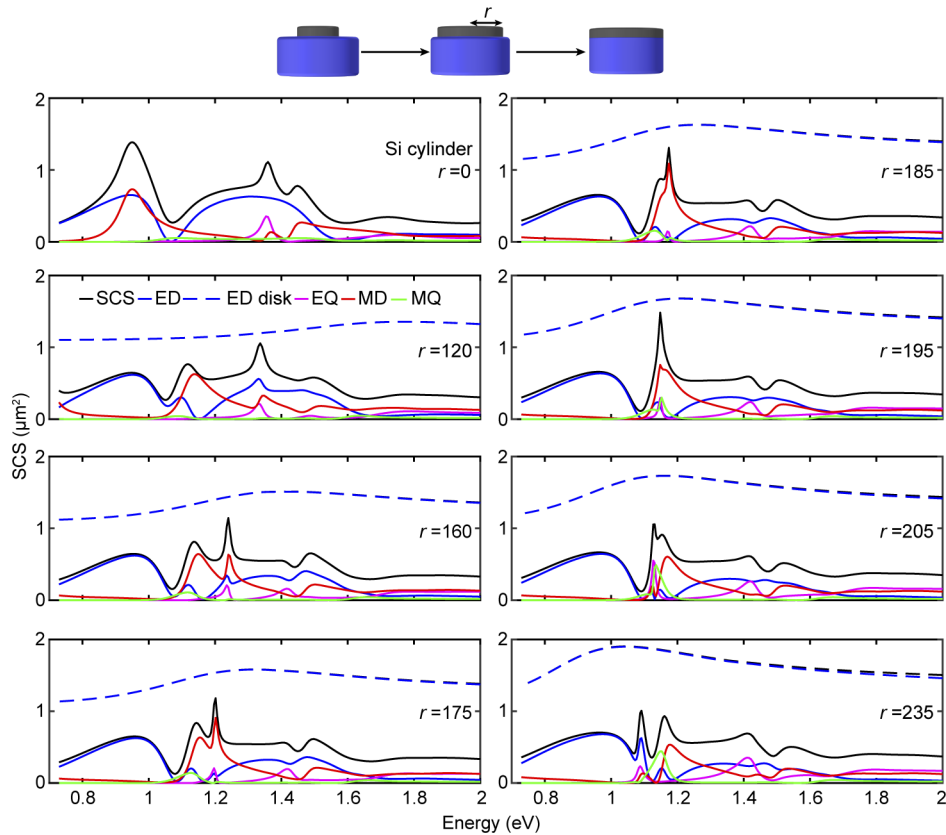 r
2
1
0
Si cylinder
r=0
2
1
0
r=185
2
1
0
SCS ED ED disk EQ MD MQ
r=120
2
1
0
r=195
2
1
0
r=160
2
1
0
r=205
2
1
0
r=175
0.8 1 1.2 1.4 1.6 1.8 2
2
1
0
r=235
0.8 1 1.2 1.4 1.6 1.8 2
SCS (μm²)
Energy (eV)